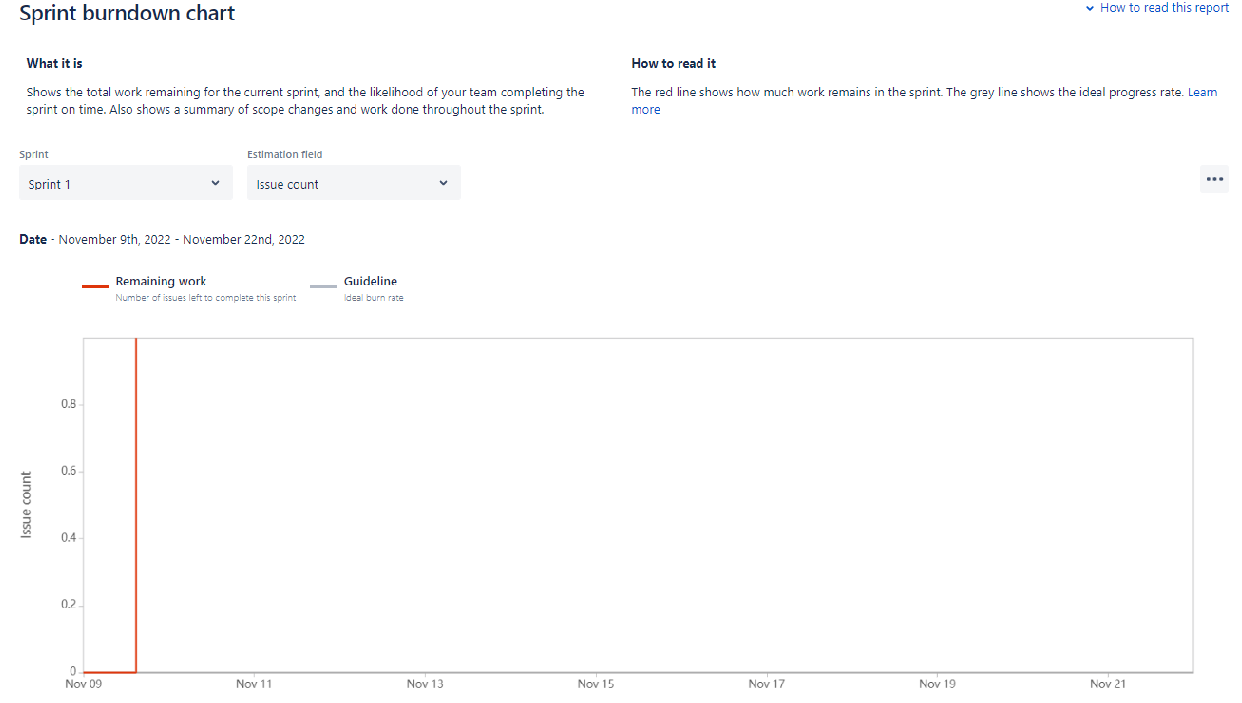 Sprint burndown chart
How to read this report
What it is
Shows the total work remaining for the current sprint, and the likelihood of your team completing the
sprint on time. Also shows a summary of scope changes and work done throughout the sprint.
How to read it
The red line shows how much work remains in the sprint. The gray line shows the ideal progress rate. Learn
more
Sprint
Sprint 1
Estimation field
Issue count
Date - November 9th, 2022 - November 22nd, 2022
Remaining work
Number of issues left to complete this sprint
Guideline
Ideal burn rate
Issue count
0.8
0.6
0.4
0.2
0
Nov 09 Nov 11 Nov 13 Nov 15 Nov 17 Nov 19 Nov 21